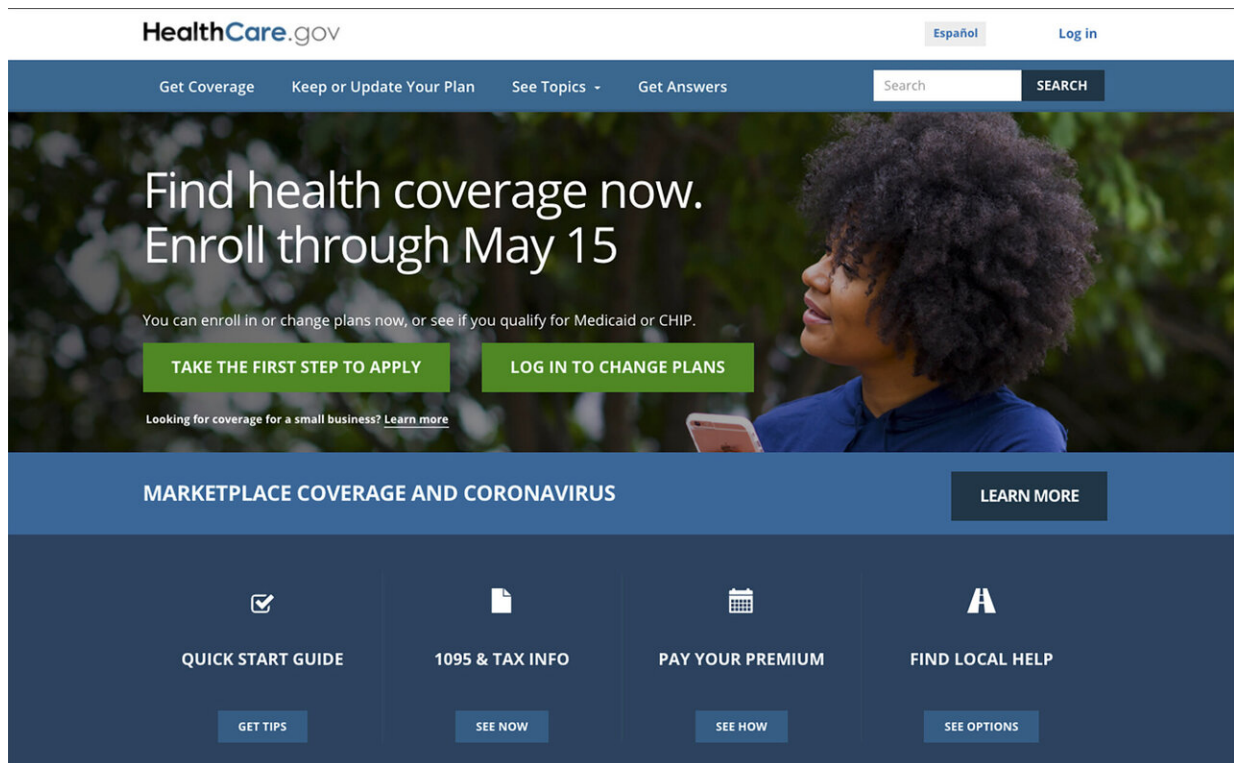 HealthCare.gov
Español
Log in
Get Coverage
Keep or Update Your Plan
See Topics
Get Answers
Search
SEARCH
Find health coverage now.
Enroll through May 15
You can enroll in or change plans now, or see if you qualify for Medicaid or CHIP.
TAKE THE FIRST STEP TO APPLY
LOG IN TO CHANGE PLANS
Looking for coverage for a small business? Learn more
MARKETPLACE COVERAGE AND CORONAVIRUS
LEARN MORE
QUICK START GUIDE
1095 & TAX INFO
PAY YOUR PREMIUM
FIND LOCAL HELP
GET TIPS
SEE NOW
SEE HOW
SEE OPTIONS